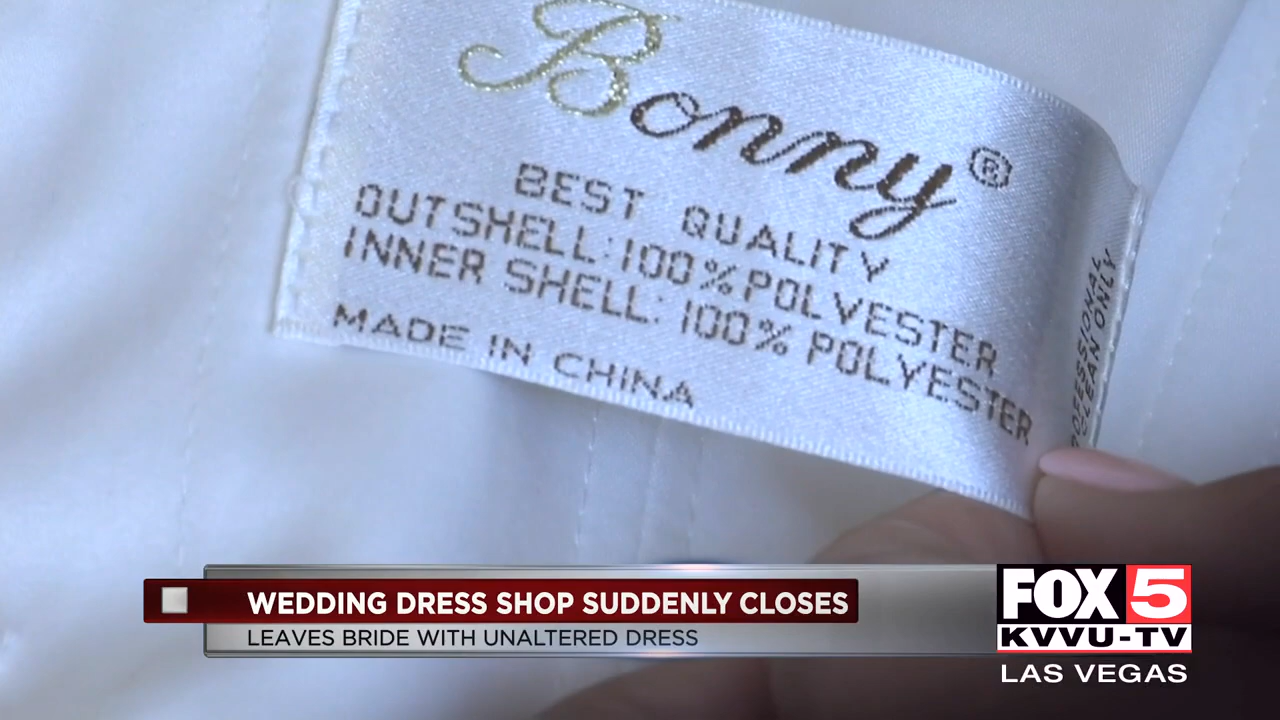 Bonny®
BEST QUALITY
OUTSHELL:100%POLYESTER
INNER SHELL: 100% POLYESTER
MADE IN CHINA
PROFESSIONAL
CLEAN ONLY
WEDDING DRESS SHOP SUDDENLY CLOSES
LEAVES BRIDE WITH UNALTERED DRESS
FOX 5
KVVU-TV
LAS VEGAS